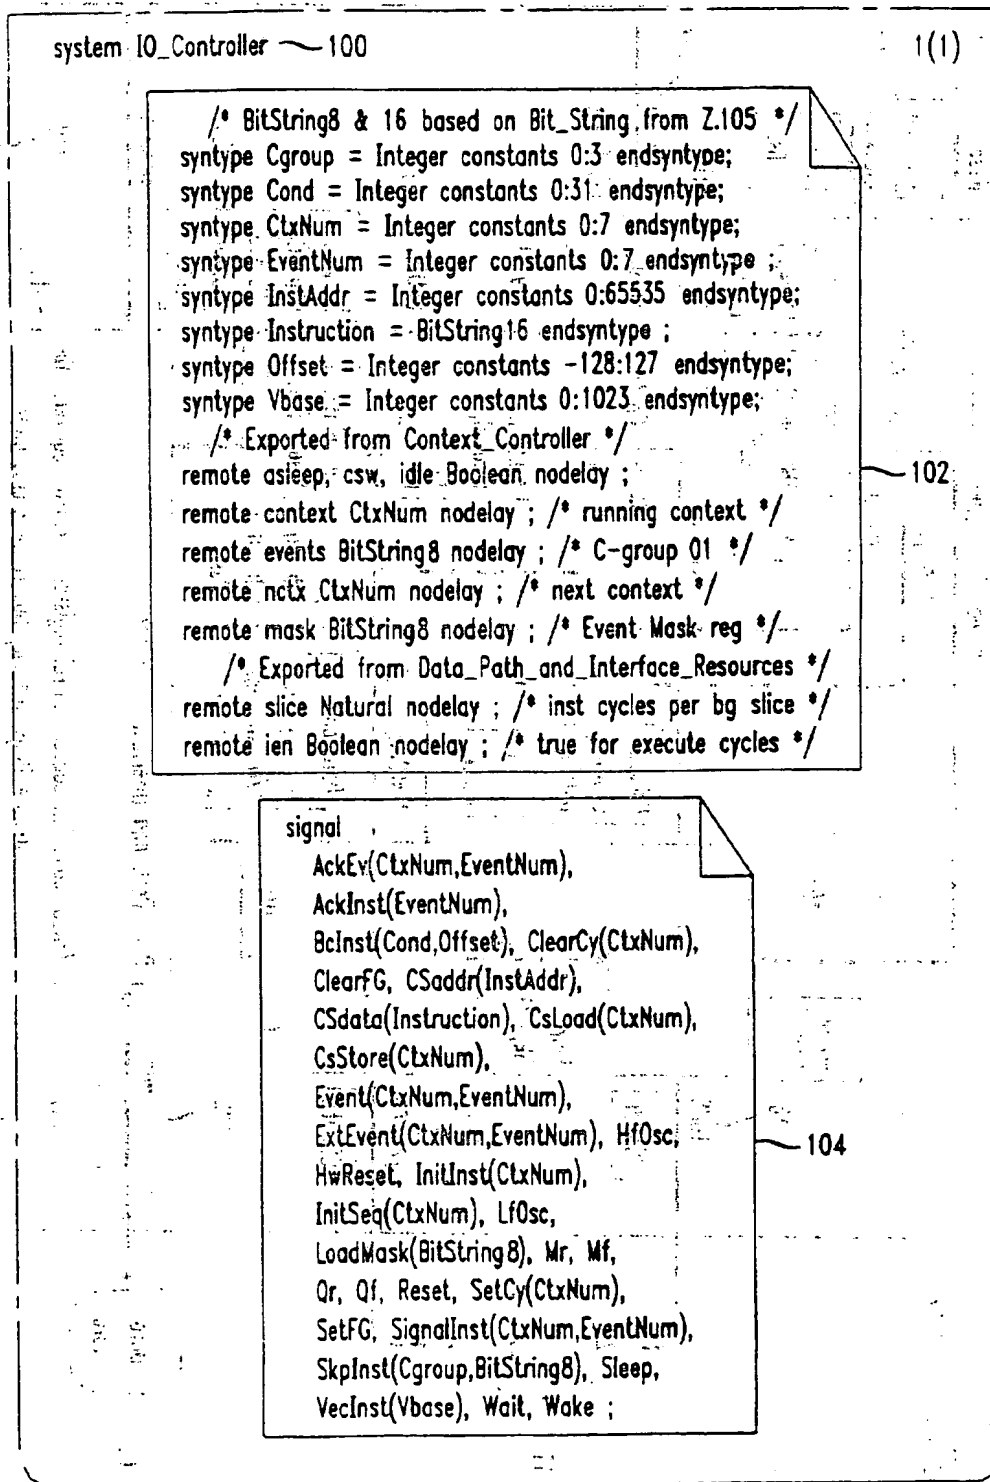 system IO_Controller 100 1(1)
/* BitString8 & 16 based on Bit_String from Z.105 */
syntype Cgroup = Integer constants 0:3 endsyntype;
syntype Cond = Integer constants 0:31 endsyntype;
syntype CtxNum = Integer constants 0:7 endsyntype;
syntype EventNum = Integer constants 0:7 endsyntype ;
syntype InstAddr = Integer constants 0:65535 endsyntype;
syntype Instruction = BitString16 endsyntype ;
syntype Offset = Integer constants -128:127 endsyntype;
syntype Vbase = Integer constants 0:1023 endsyntype;
/* Exported from Context_Controller */
remote asleep, csw, idle Boolean nodelay ;
102
remote context CtxNum nodelay ; /* running context */
remote events BitString8 nodelay ; /* C-group 01 */
remote nctx CtxNum nodelay ; /* next context */
remote mask BitString8 nodelay ; /* Event Mask reg */
/* Exported from Data_Path_and_Interface_Resources */
remote slice Natural nodelay ; /* inst cycles per bg slice */
remote ien Boolean nodelay ; /* true for execute cycles */
signal
AckEv(CtxNum,EventNum),
AckInst(EventNum),
BcInst(Cond,Offset), ClearCy(CtxNum),
ClearFG, CSaddr(InstAddr),
CSdata(Instruction), CsLoad(CtxNum),
CsStore(CtxNum),
Event(CtxNum,EventNum),
ExtEvent(CtxNum,EventNum), HfOsc,
104
HwReset, InitInst(CtxNum),
InitSeq(CtxNum), LfOsc,
LoadMask(BitString8), Mr, Mf,
Qr, Qf, Reset, SetCy(CtxNum),
SetFG, SignalInst(CtxNum,EventNum),
SkpInst(Cgroup,BitString8), Sleep,
VecInst(Vbase), Wait, Wake ;